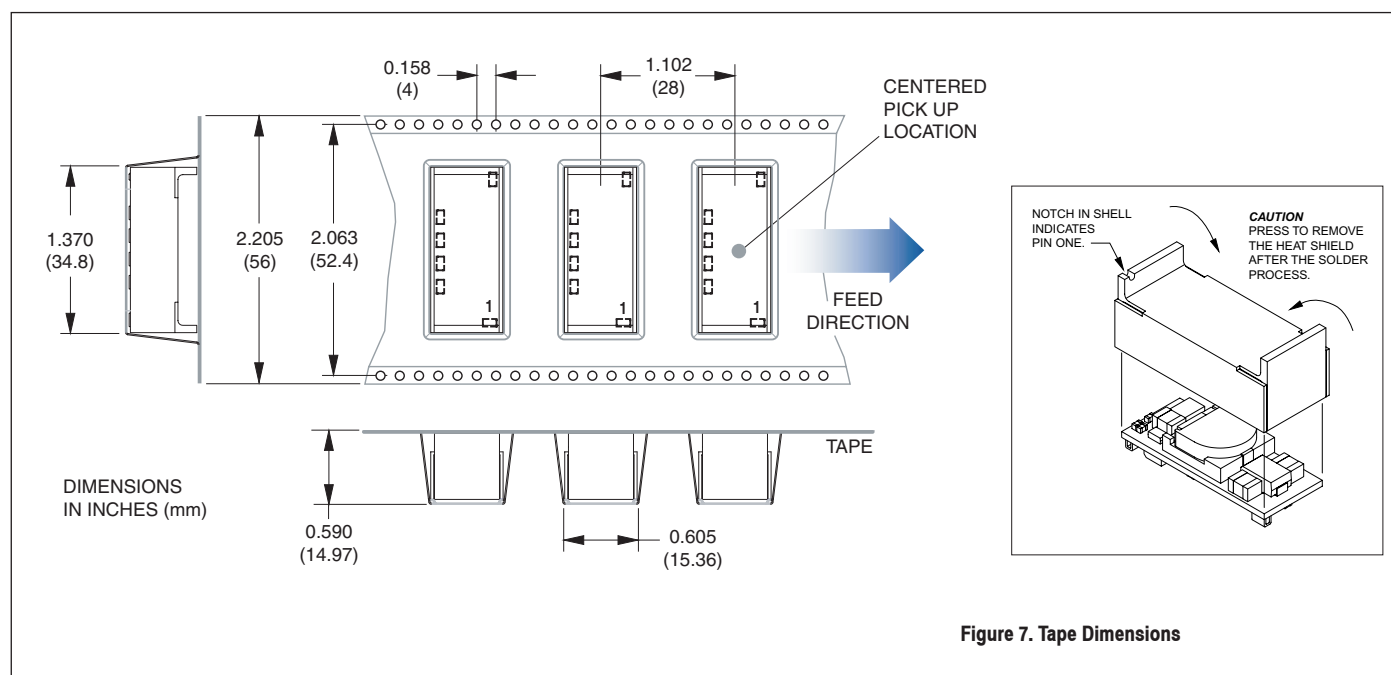 0.158
(4)
1.102
(28)
CENTERED
PICK UP
LOCATION
1.370
(34.8)
2.205
(56)
2.063
(52.4)
1
1
1
FEED
DIRECTION
TAPE
DIMENSIONS
IN INCHES (mm)
0.590
(14.97)
0.605
(15.36)
NOTCH IN SHELL
INDICATES
PIN ONE.
CAUTION
PRESS TO REMOVE
THE HEAT SHIELD
AFTER THE SOLDER
PROCESS.
Figure 7. Tape Dimensions